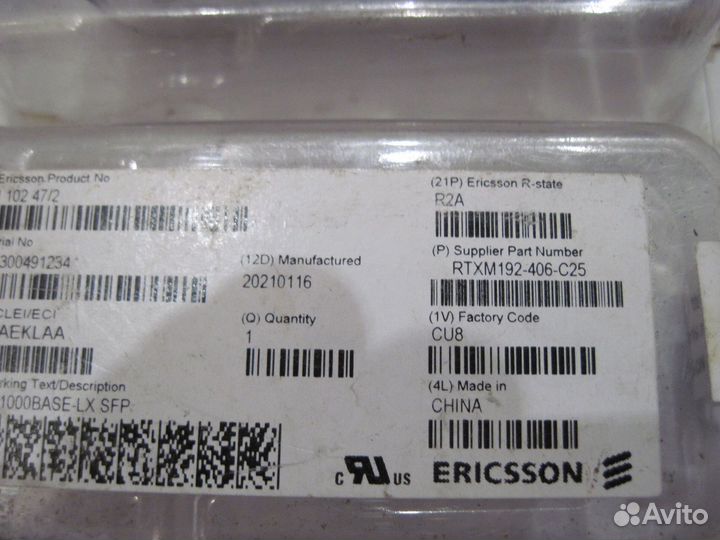 Ericsson Product No
102 47/2
rial No
300491234
(12D) Manufactured
20210116
CLEI/ECI
AEKLAA
(Q) Quantity
1
rking Text/Description
1000BASE-LX SFP
(21P) Ericsson R-state
R2A
(P) Supplier Part Number
RTXM192-406-C25
(1V) Factory Code
CU8
(4L) Made in
CHINA
C RU US
ERICSSON
Avito